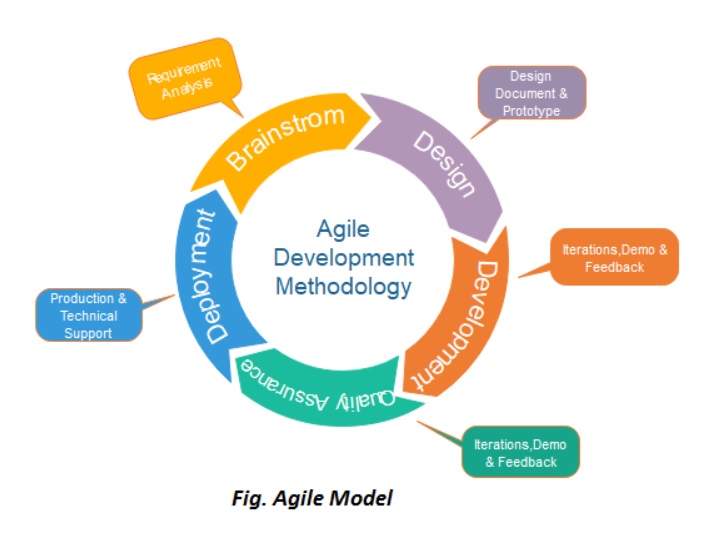 Requirement
Analysis
Brainstrom
Design
Document &
Prototype
Design
Iterations,Demo &
Feedback
Development
Iterations,Demo
& Feedback
Quality Assurance
Production &
Technical
Support
Deployment
Agile
Development
Methodology
Fig. Agile Model